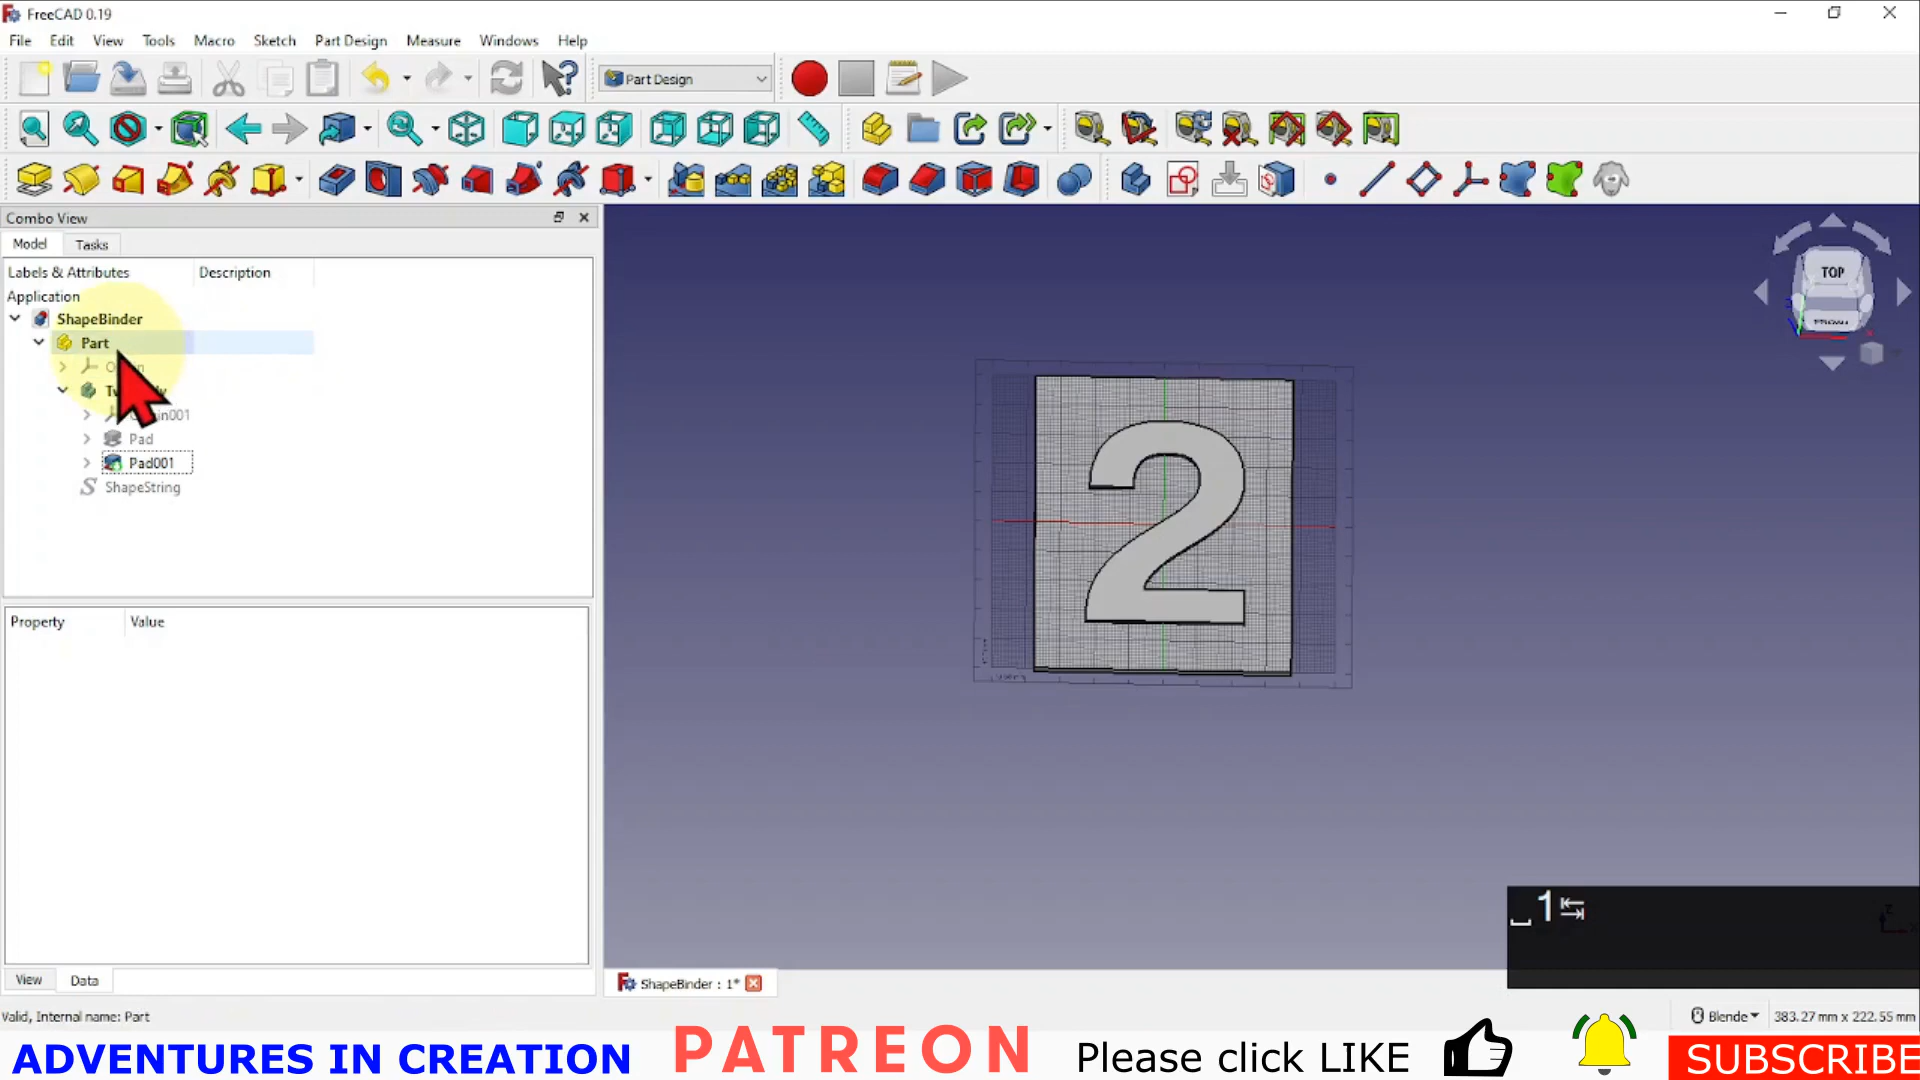 FreeCAD 0.19
File Edit View Tools Macro Sketch Part Design Measure Windows Help
Part Design
Combo View
Model Tasks
Labels & Attributes Description
Application
ShapeBinder
Part
Pad
Pad001
ShapeString
TOP
2
Property Value
1
View Data
ShapeBinder : 1*
Valid, Internal name: Part
Blende 383.27 mm x 222.55 mm
ADVENTURES IN CREATION PATREON Please click LIKE SUBSCRIBE